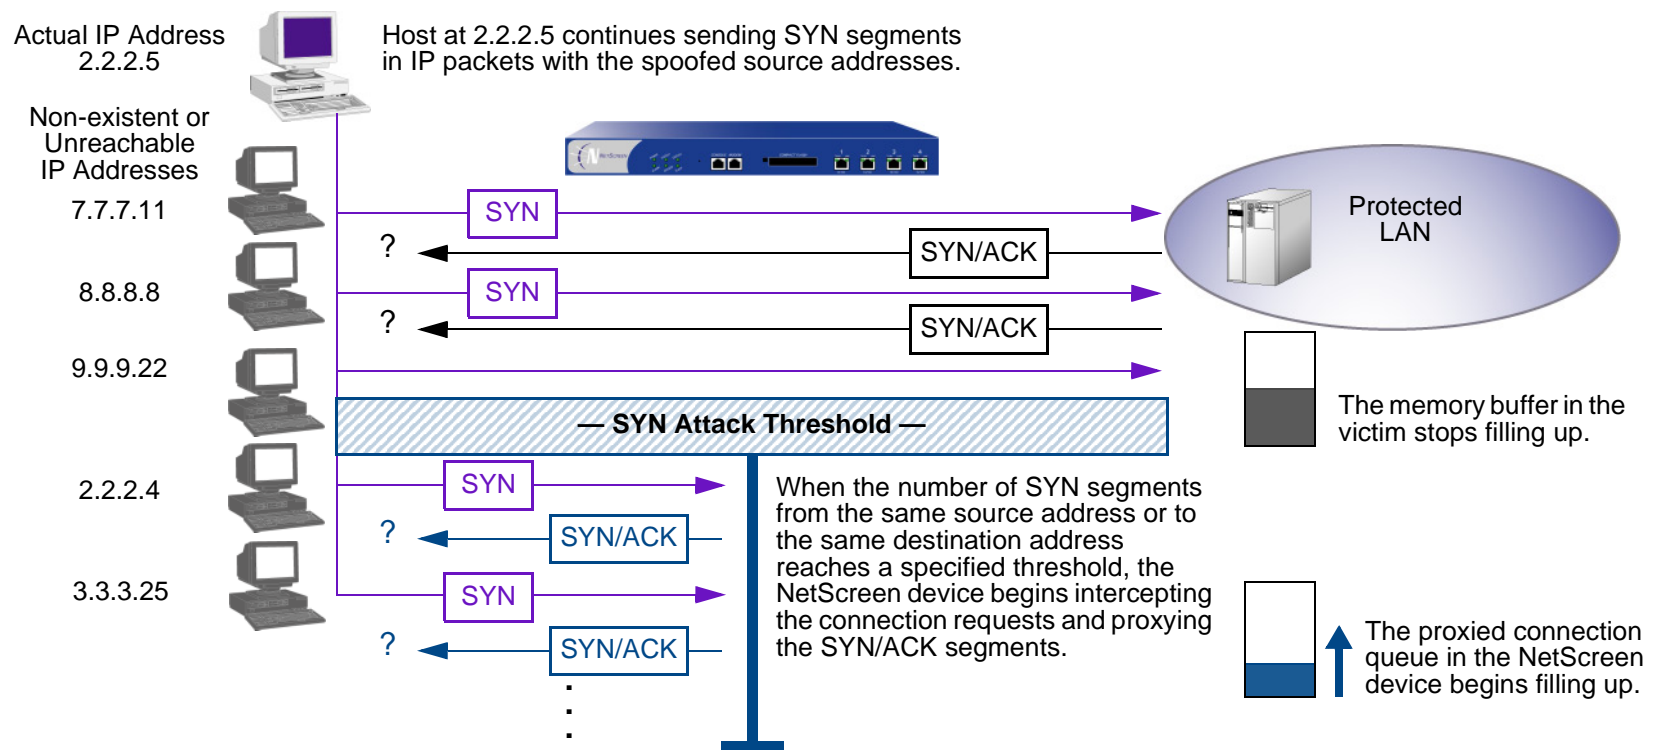 Actual IP Address
2.2.2.5
Host at 2.2.2.5 continues sending SYN segments
in IP packets with the spoofed source addresses.
Non-existent or
Unreachable
IP Addresses
NetScreen
1 2 3 4
7.7.7.11
SYN
Protected
LAN
?
SYN/ACK
8.8.8.8
SYN
?
SYN/ACK
9.9.9.22
— SYN Attack Threshold —
The memory buffer in the
victim stops filling up.
2.2.2.4
SYN
?
SYN/ACK
When the number of SYN segments
from the same source address or to
the same destination address
reaches a specified threshold, the
NetScreen device begins intercepting
the connection requests and proxying
the SYN/ACK segments.
3.3.3.25
SYN
?
SYN/ACK
The proxied connection
queue in the NetScreen
device begins filling up.